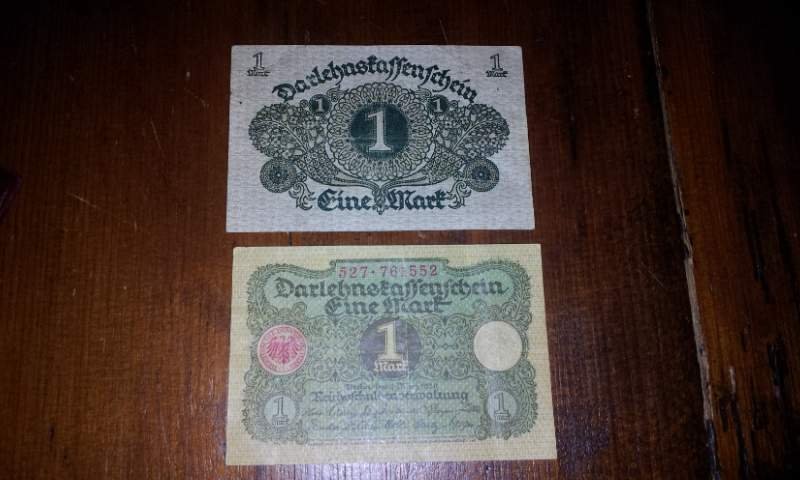 1 Mark
1 Mark
Darlehnskassenschein
1 1 1
Eine Mark
527·761552
Darlehnskassenschein
Eine Mark
1
Mark
Reichsschuldenverwaltung
1 1